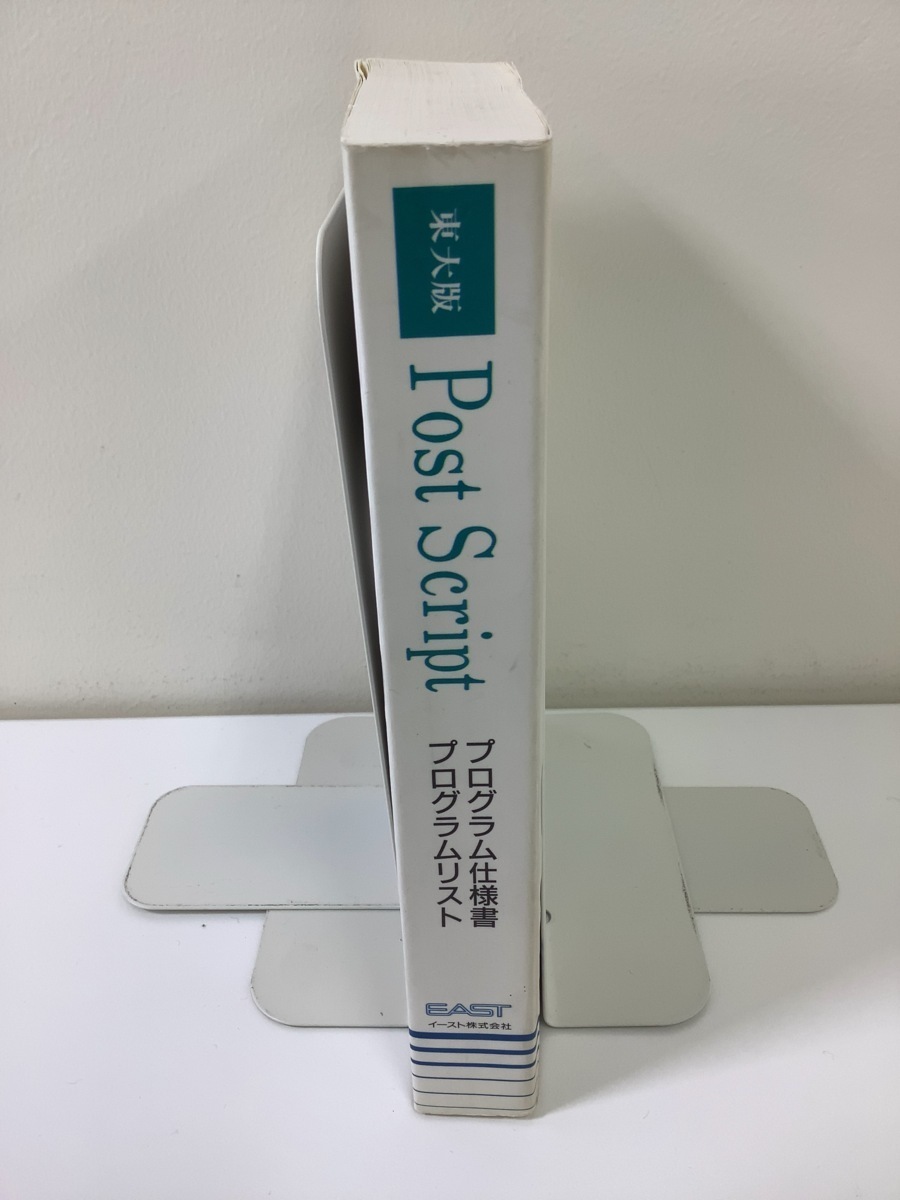 東大版
Post Script
プログラム仕様書
プログラムリスト
EAST
イースト株式会社